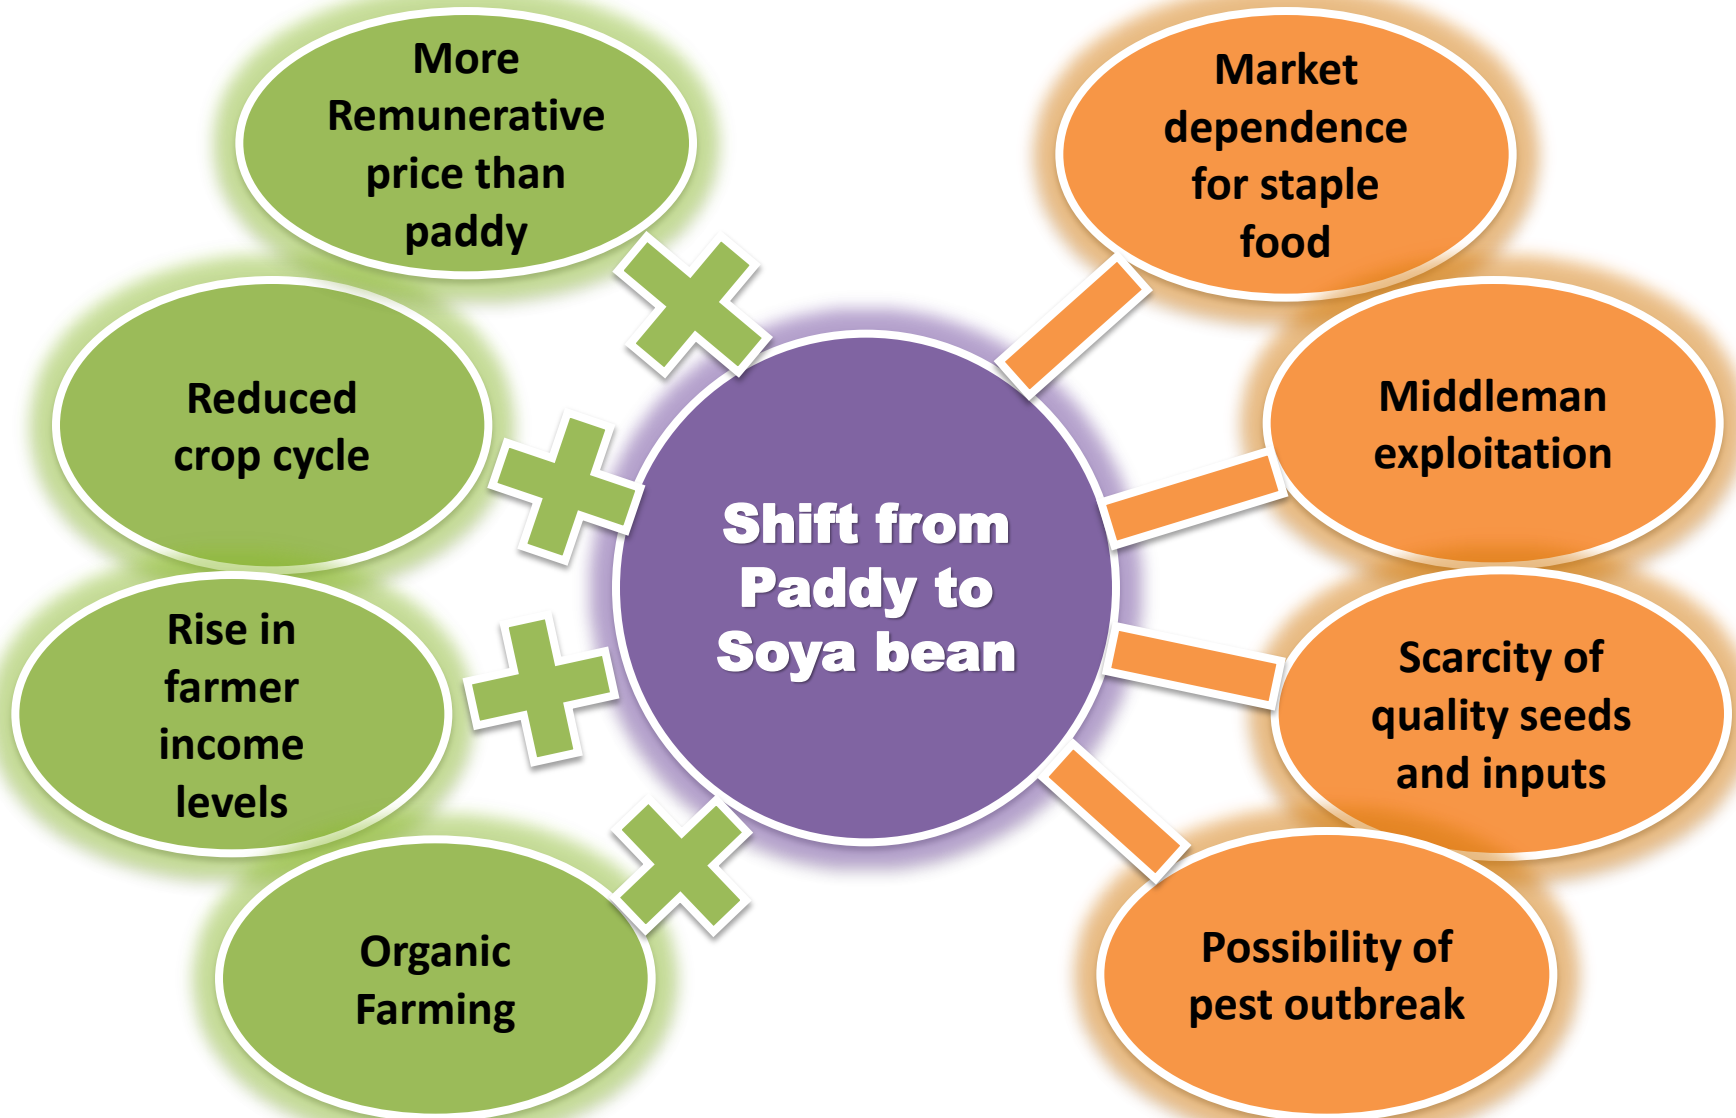 More
Remunerative
price than
paddy
Reduced
crop cycle
Rise in
farmer
income
levels
Organic
Farming
Shift from
Paddy to
Soya bean
Market
dependence
for staple
food
Middleman
exploitation
Scarcity of
quality seeds
and inputs
Possibility of
pest outbreak